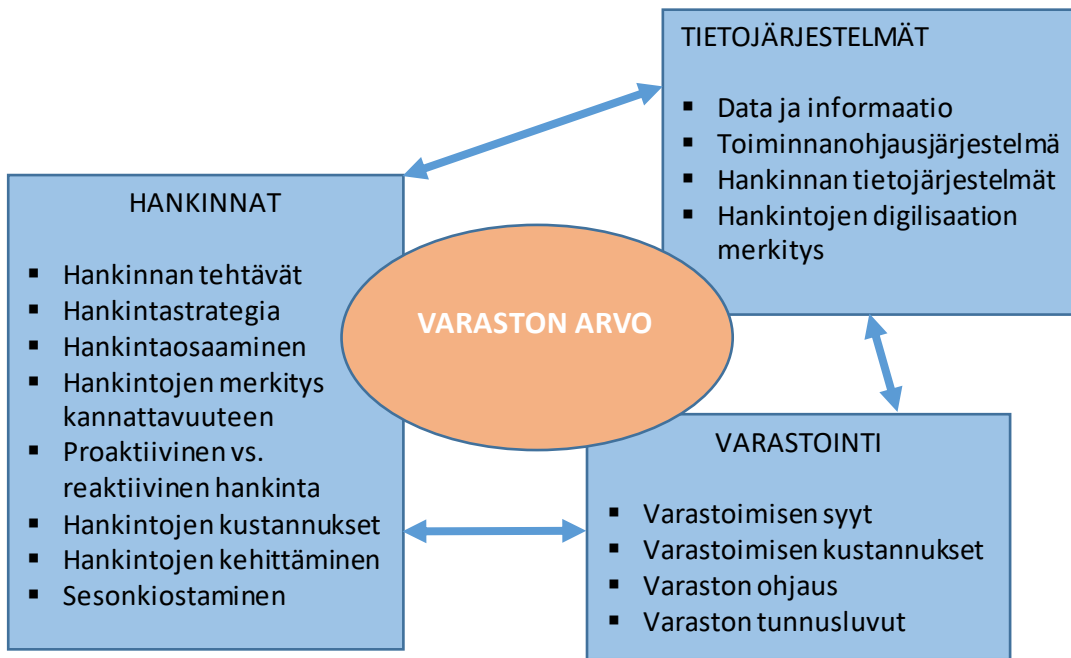 TIETOJÄRJESTELMÄT
▪ Data ja informaatio
▪ Toiminnanohjausjärjestelmä
▪ Hankinnan tietojärjestelmät
▪ Hankintojen digilisaation
merkitys
HANKINNAT
▪ Hankinnan tehtävät
▪ Hankintastrategia
▪ Hankintaosaaminen
▪ Hankintojen merkitys
kannattavuuteen
▪ Proaktiivinen vs.
reaktiivinen hankinta
▪ Hankintojen kustannukset
▪ Hankintojen kehittäminen
▪ Sesonkiostaminen
VARASTON ARVO
VARASTOINTI
▪ Varastoimisen syyt
▪ Varastoimisen kustannukset
▪ Varaston ohjaus
▪ Varaston tunnusluvut